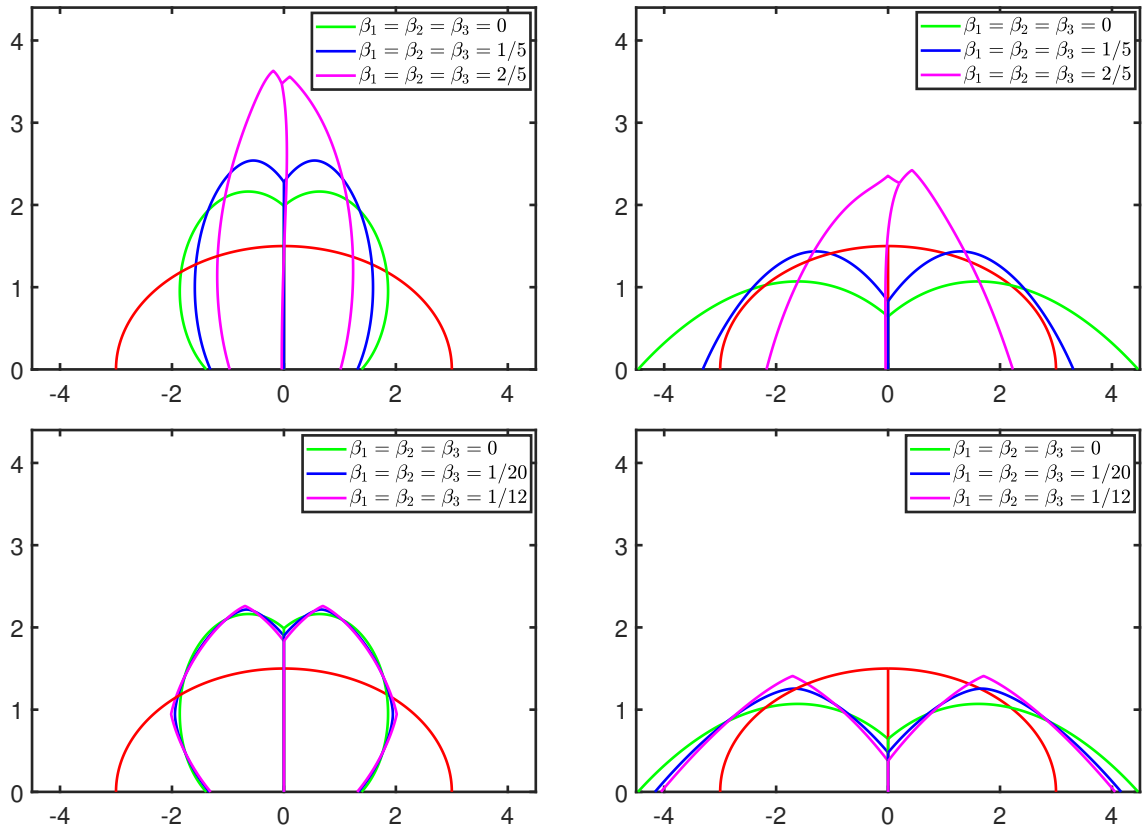 4
3
2
1
0
-4 -2 0 2 4
β₁ = β₂ = β₃ = 0
β₁ = β₂ = β₃ = 1/5
β₁ = β₂ = β₃ = 2/5
4
3
2
1
0
-4 -2 0 2 4
β₁ = β₂ = β₃ = 0
β₁ = β₂ = β₃ = 1/5
β₁ = β₂ = β₃ = 2/5
4
3
2
1
0
-4 -2 0 2 4
β₁ = β₂ = β₃ = 0
β₁ = β₂ = β₃ = 1/20
β₁ = β₂ = β₃ = 1/12
4
3
2
1
0
-4 -2 0 2 4
β₁ = β₂ = β₃ = 0
β₁ = β₂ = β₃ = 1/20
β₁ = β₂ = β₃ = 1/12